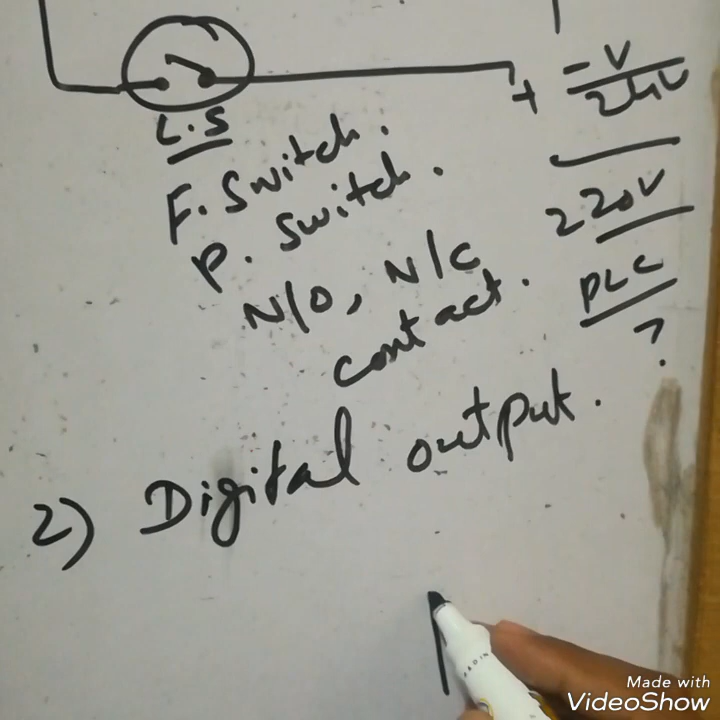 L.S
F. Switch.
P. Switch.
N/O, N/C
contact.
+
-V
24V
220V
PLC
?
2) Digital output.
Made with
VideoShow